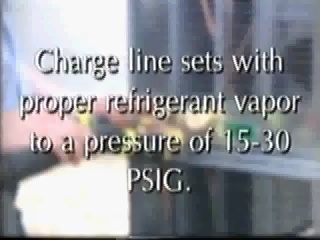 Charge line sets with
proper refrigerant vapor
to a pressure of 15-30
PSIG.